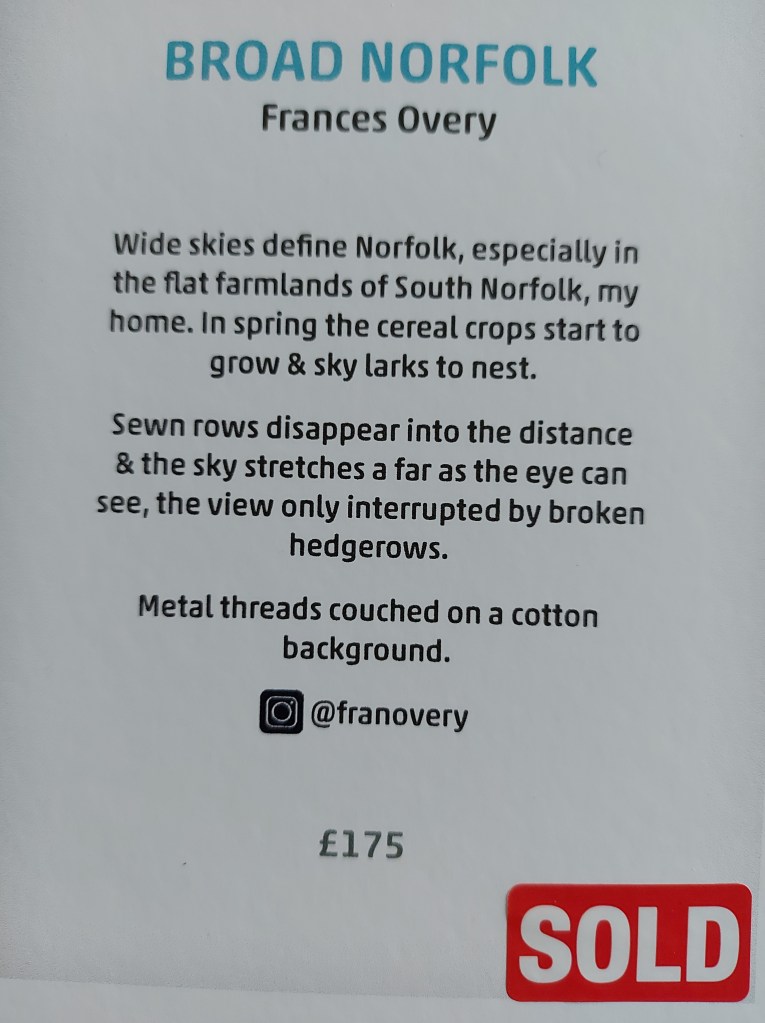 BROAD NORFOLK
Frances Overy
Wide skies define Norfolk, especially in
the flat farmlands of South Norfolk, my
home. In spring the cereal crops start to
grow & sky larks to nest.
Sewn rows disappear into the distance
& the sky stretches a far as the eye can
see, the view only interrupted by broken
hedgerows.
Metal threads couched on a cotton
background.
@franovery
£175
SOLD